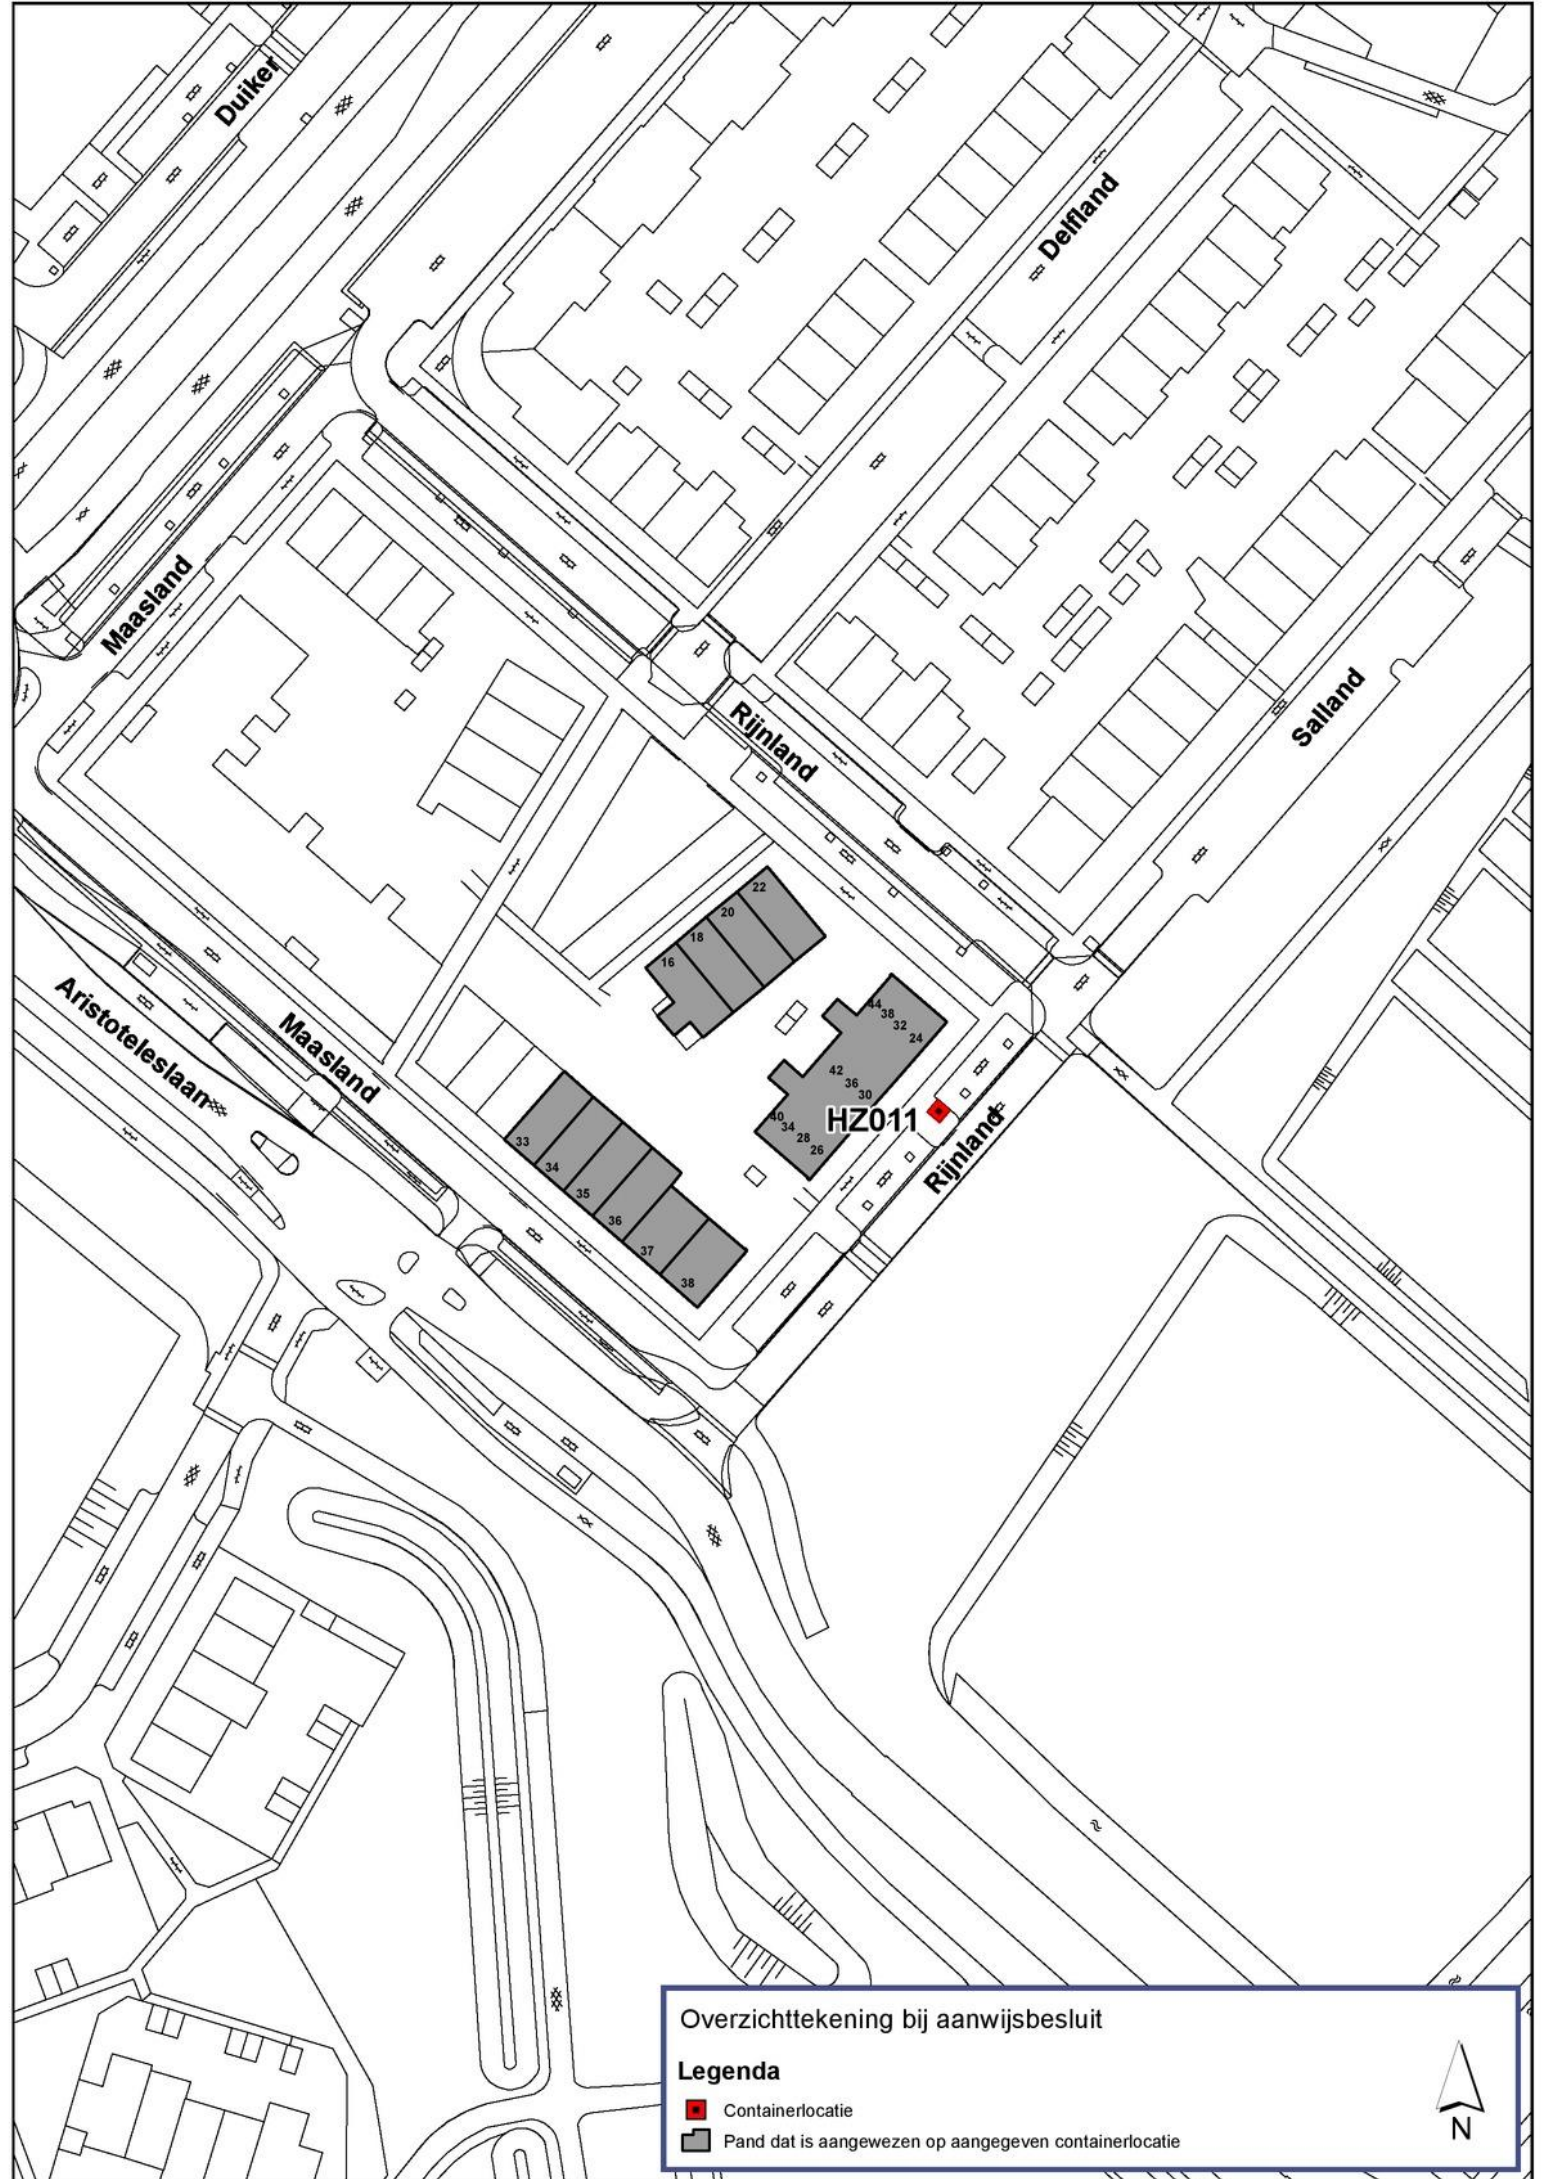 Duiker
Delfland
Maasland
Salland
Rijnland
22
20
18
16
44
38
32
24
42
36
30
40
34
28
26
HZ011
Rijnland
Aristoteleslaan
Maasland
33
34
35
36
37
38
Overzichttekening bij aanwijsbesluit
Legenda
Containerlocatie
Pand dat is aangewezen op aangegeven containerlocatie
N